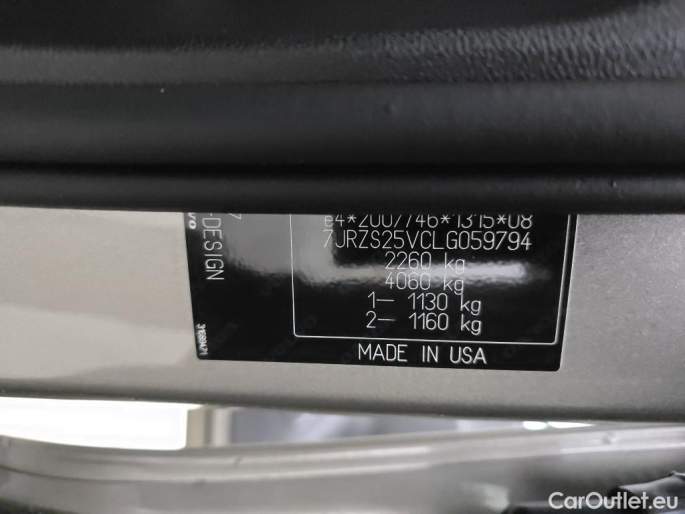 e4*2007/46*1315*08
7JRZS25VCLG059794
2260 kg
4060 kg
1— 1130 kg
2— 1160 kg
MADE IN USA
-DESIGN
31689471
CarOutlet.eu